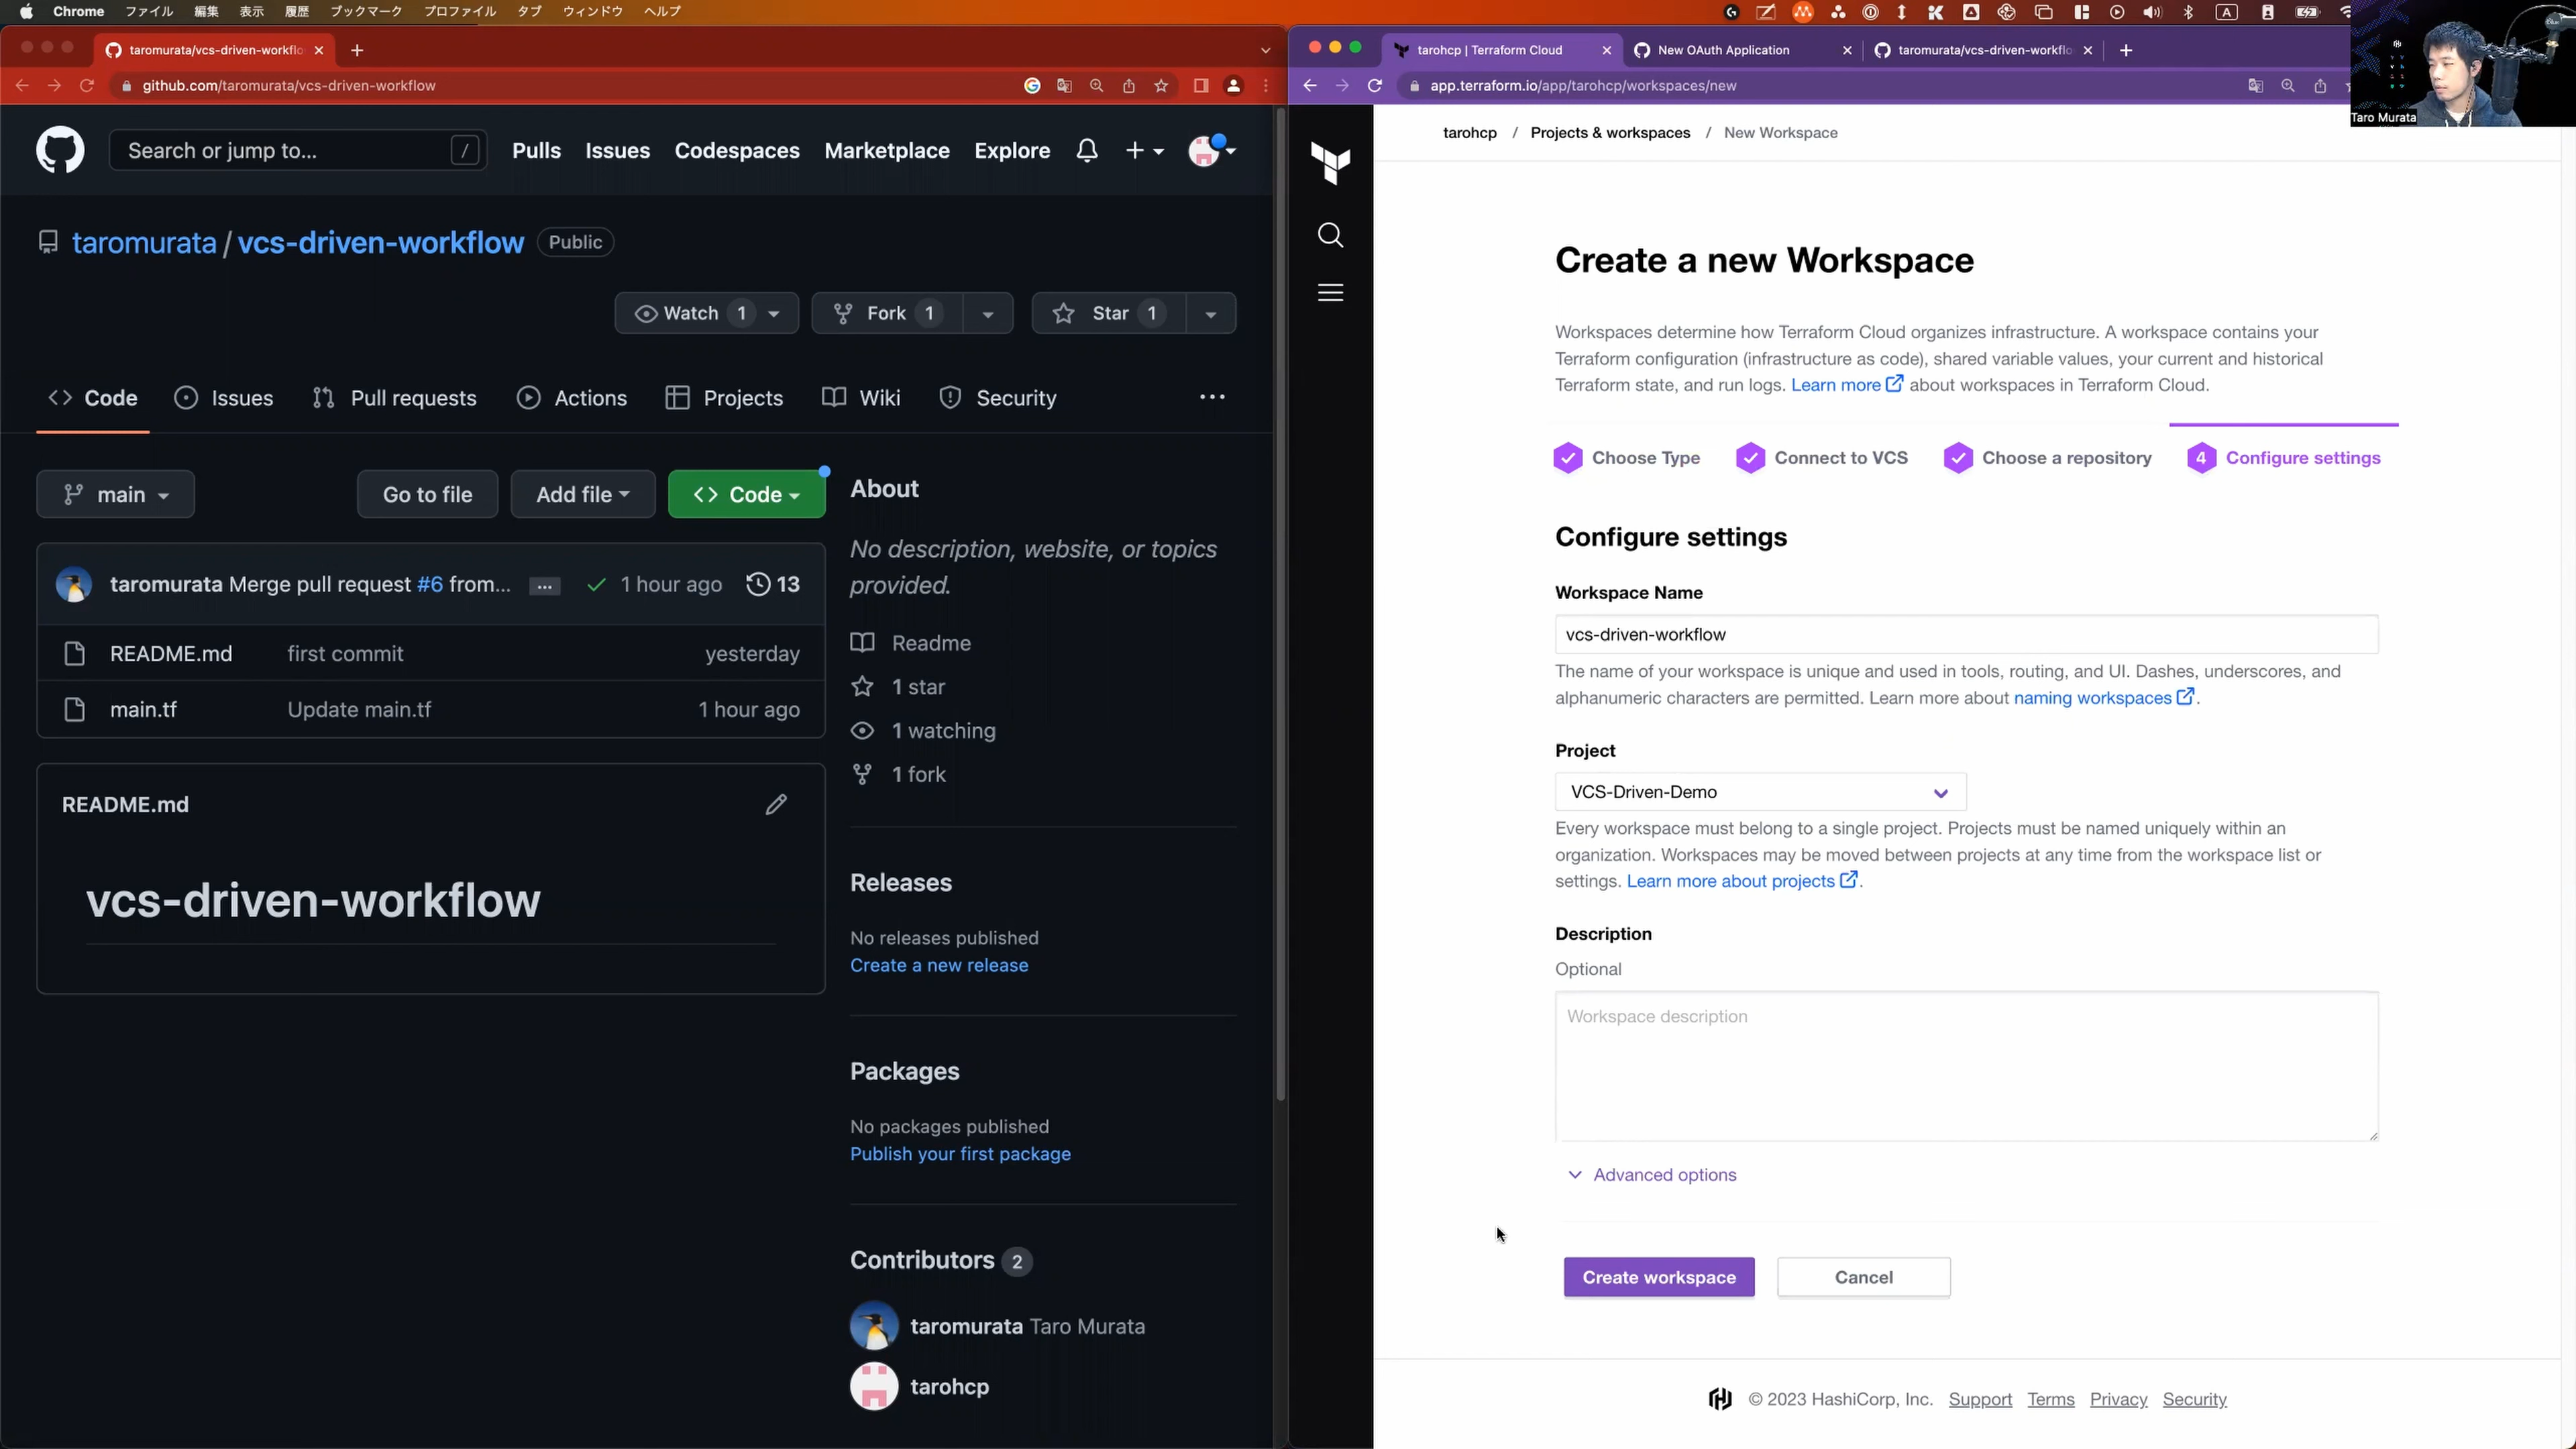 Chrome ファイル 編集 表示 履歴 ブックマーク プロファイル タブ ウィンドウ ヘルプ
A
taromurata/vcs-driven-workflo
github.com/taromurata/vcs-driven-workflow
Search or jump to... /
Pulls Issues Codespaces Marketplace Explore
taromurata / vcs-driven-workflow Public
Watch 1
Fork 1
Star 1
Code Issues Pull requests Actions Projects Wiki Security
main
Go to file
Add file
Code
taromurata Merge pull request #6 from... 1 hour ago 13
README.md first commit yesterday
main.tf Update main.tf 1 hour ago
README.md
vcs-driven-workflow
About
No description, website, or topics
provided.
Readme
1 star
1 watching
1 fork
Releases
No releases published
Create a new release
Packages
No packages published
Publish your first package
Contributors 2
taromurata Taro Murata
tarohcp
tarohcp | Terraform Cloud
New OAuth Application
taromurata/vcs-driven-workflo
app.terraform.io/app/tarohcp/workspaces/new
Taro Murata
tarohcp / Projects & workspaces / New Workspace
Create a new Workspace
Workspaces determine how Terraform Cloud organizes infrastructure. A workspace contains your
Terraform configuration (infrastructure as code), shared variable values, your current and historical
Terraform state, and run logs. Learn more about workspaces in Terraform Cloud.
Choose Type Connect to VCS Choose a repository 4 Configure settings
Configure settings
Workspace Name
vcs-driven-workflow
The name of your workspace is unique and used in tools, routing, and UI. Dashes, underscores, and
alphanumeric characters are permitted. Learn more about naming workspaces.
Project
VCS-Driven-Demo
Every workspace must belong to a single project. Projects must be named uniquely within an
organization. Workspaces may be moved between projects at any time from the workspace list or
settings. Learn more about projects.
Description
Optional
Workspace description
Advanced options
Create workspace
Cancel
© 2023 HashiCorp, Inc. Support Terms Privacy Security